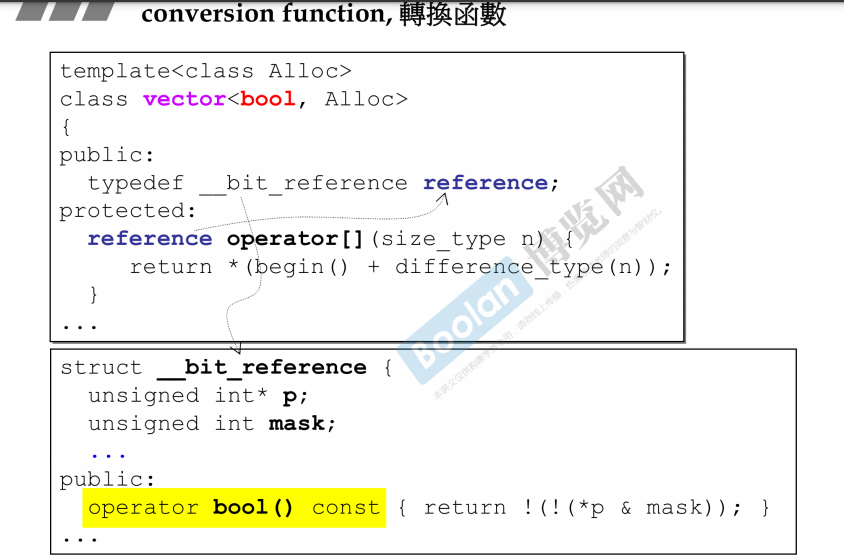 conversion function, 轉換函數
template<class Alloc>
class vector<bool, Alloc>
{
public:
  typedef __bit_reference reference;
protected:
  reference operator[](size_type n) {
     return *(begin() + difference_type(n));
  }
...
Boolan 博览网
struct __bit_reference {
  unsigned int* p;
  unsigned int mask;
  ...
public:
  operator bool() const { return !(!(*p & mask)); }
...